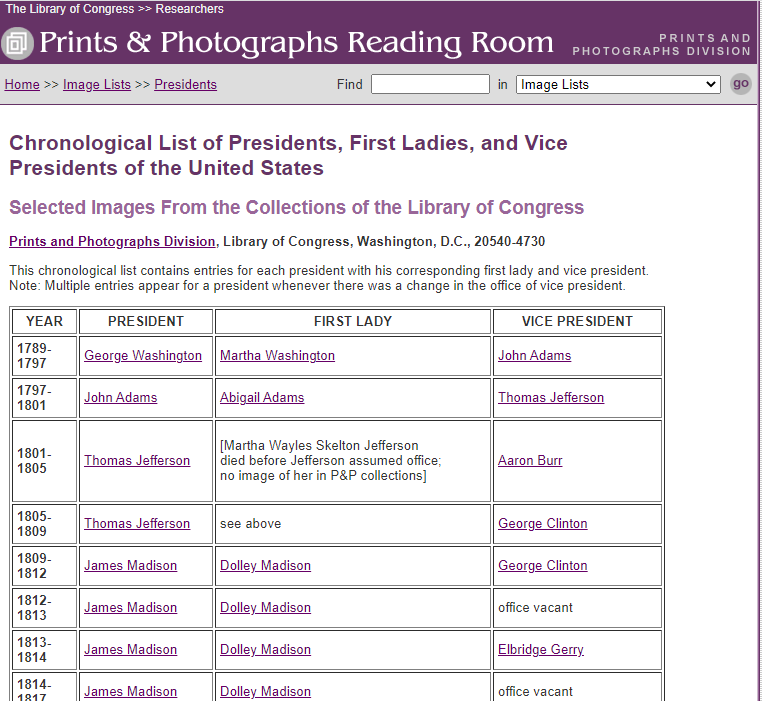 The Library of Congress >> Researchers
Prints & Photographs Reading Room
PRINTS AND
PHOTOGRAPHS DIVISION
Home >> Image Lists >> Presidents
Find in Image Lists go
Chronological List of Presidents, First Ladies, and Vice
Presidents of the United States
Selected Images From the Collections of the Library of Congress
Prints and Photographs Division, Library of Congress, Washington, D.C., 20540-4730
This chronological list contains entries for each president with his corresponding first lady and vice president.
Note: Multiple entries appear for a president whenever there was a change in the office of vice president.
YEAR PRESIDENT FIRST LADY VICE PRESIDENT
1789-
1797 George Washington Martha Washington John Adams
1797-
1801 John Adams Abigail Adams Thomas Jefferson
1801-
1805 Thomas Jefferson [Martha Wayles Skelton Jefferson
died before Jefferson assumed office;
no image of her in P&P collections] Aaron Burr
1805-
1809 Thomas Jefferson see above George Clinton
1809-
1812 James Madison Dolley Madison George Clinton
1812-
1813 James Madison Dolley Madison office vacant
1813-
1814 James Madison Dolley Madison Elbridge Gerry
1814-
1817 James Madison Dolley Madison office vacant